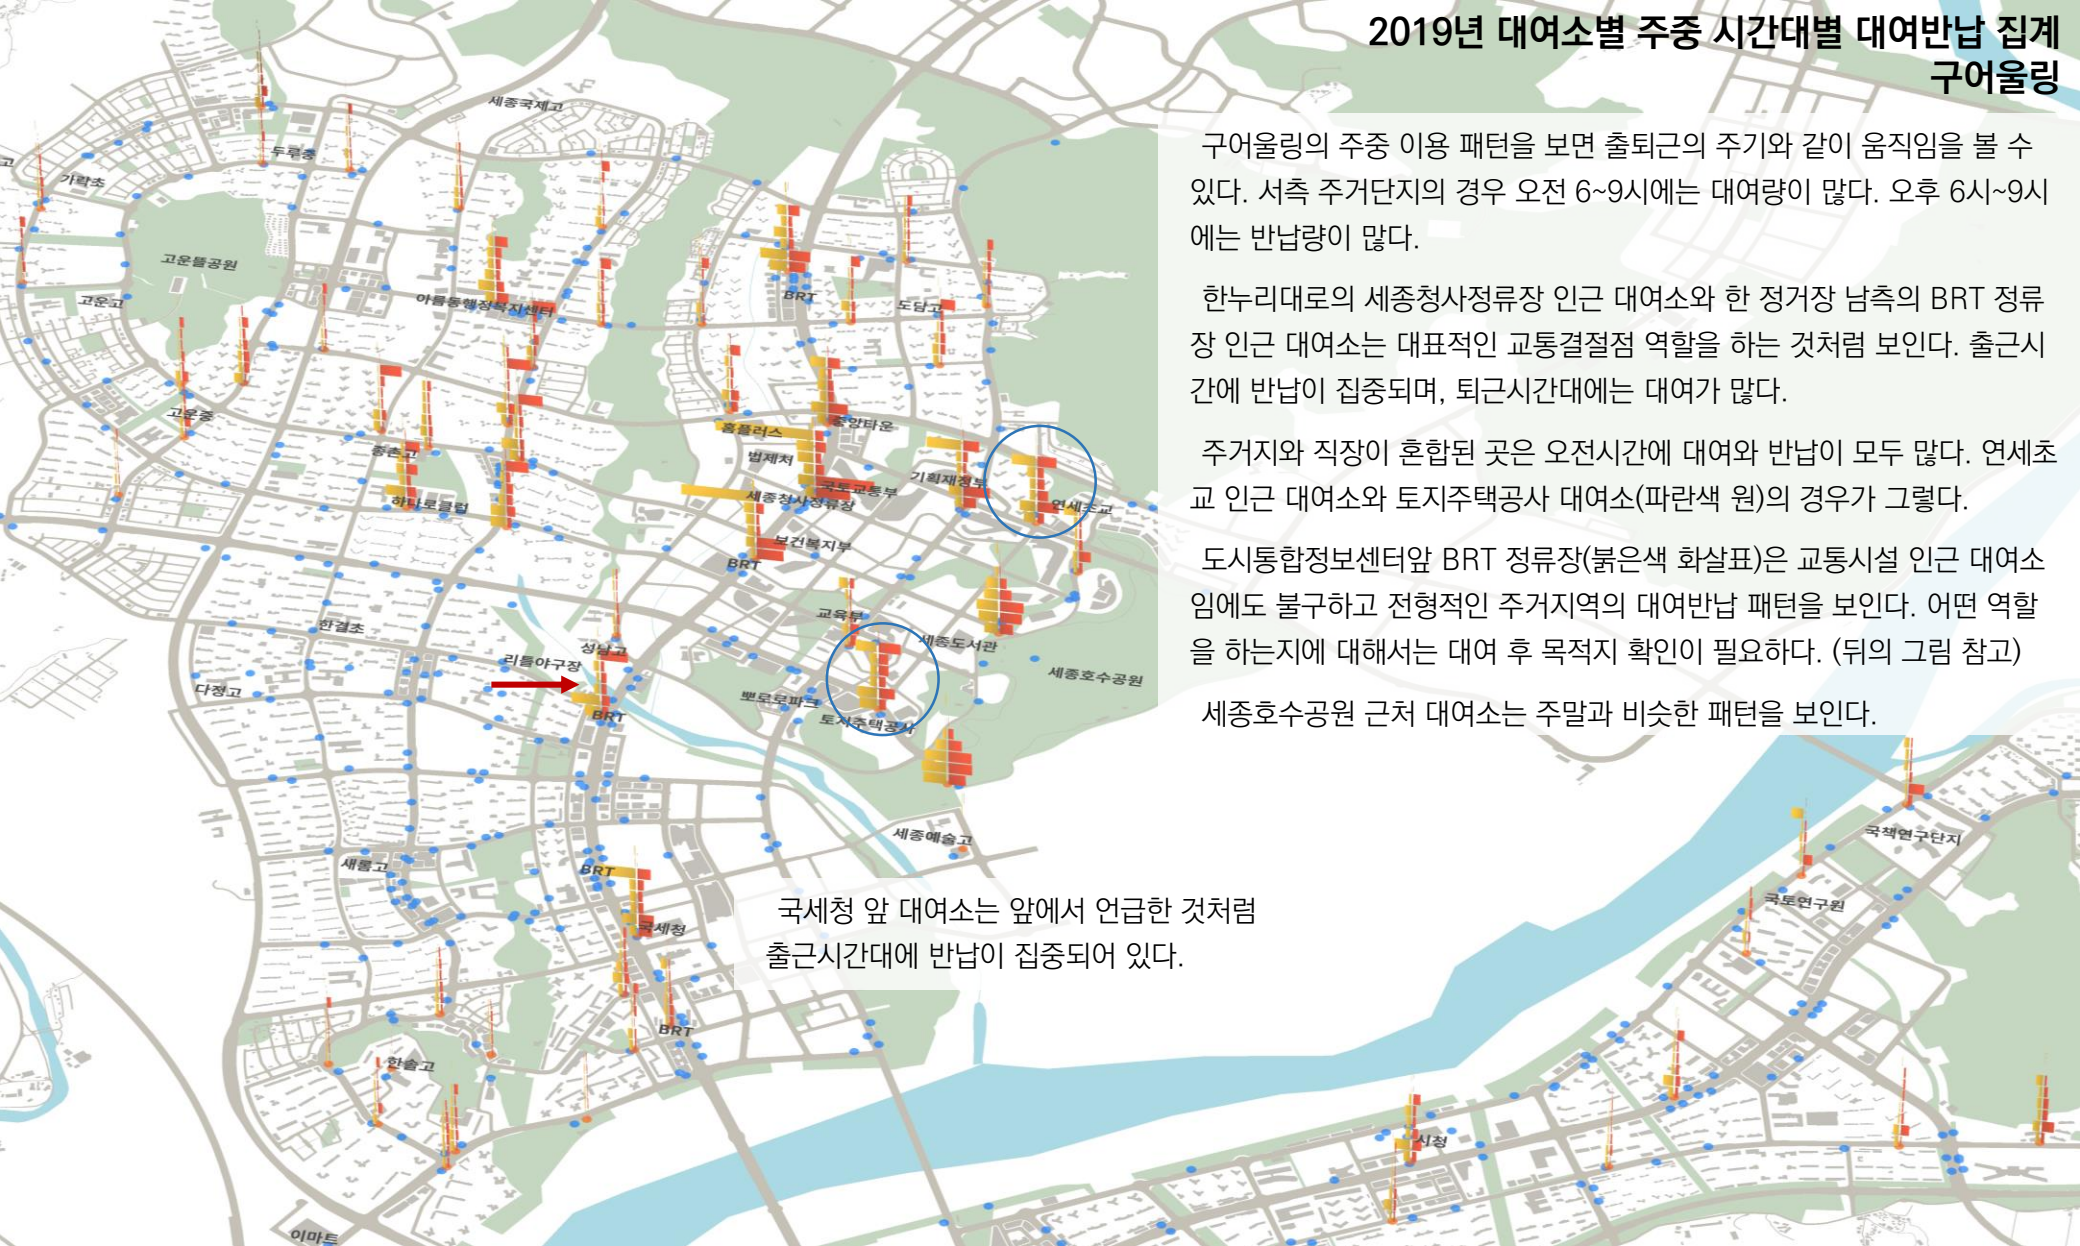 2019년 대여소별 주중 시간대별 대여반납 집계
구어울링
구어울링의 주중 이용 패턴을 보면 출퇴근의 주기와 같이 움직임을 볼 수
있다. 서측 주거단지의 경우 오전 6~9시에는 대여량이 많다. 오후 6시~9시
에는 반납량이 많다.
한누리대로의 세종청사정류장 인근 대여소와 한 정거장 남측의 BRT 정류
장 인근 대여소는 대표적인 교통결절점 역할을 하는 것처럼 보인다. 출근시
간에 반납이 집중되며, 퇴근시간대에는 대여가 많다.
주거지와 직장이 혼합된 곳은 오전시간에 대여와 반납이 모두 많다. 연세초
교 인근 대여소와 토지주택공사 대여소(파란색 원)의 경우가 그렇다.
도시통합정보센터앞 BRT 정류장(붉은색 화살표)은 교통시설 인근 대여소
임에도 불구하고 전형적인 주거지역의 대여반납 패턴을 보인다. 어떤 역할
을 하는지에 대해서는 대여 후 목적지 확인이 필요하다. (뒤의 그림 참고)
세종호수공원 근처 대여소는 주말과 비슷한 패턴을 보인다.
국세청 앞 대여소는 앞에서 언급한 것처럼
출근시간대에 반납이 집중되어 있다.
세종국제고
두루중
고
가락초
고운뜰공원
고운고
아름동행정복지센터
BRT
도담고
고운중
종촌고
하나로클럽
홈플러스
중앙타운
법제처
국토교통부
기획재정부
세종청사정류장
연세초교
보건복지부
BRT
교육부
한결초
성남고
리틀야구장
세종도서관
세종호수공원
다정고
뽀로로파크
BRT
토지주택공사
세종예술고
국책연구단지
새롬고
BRT
국토연구원
국세청
BRT
한솔고
시청
이마트